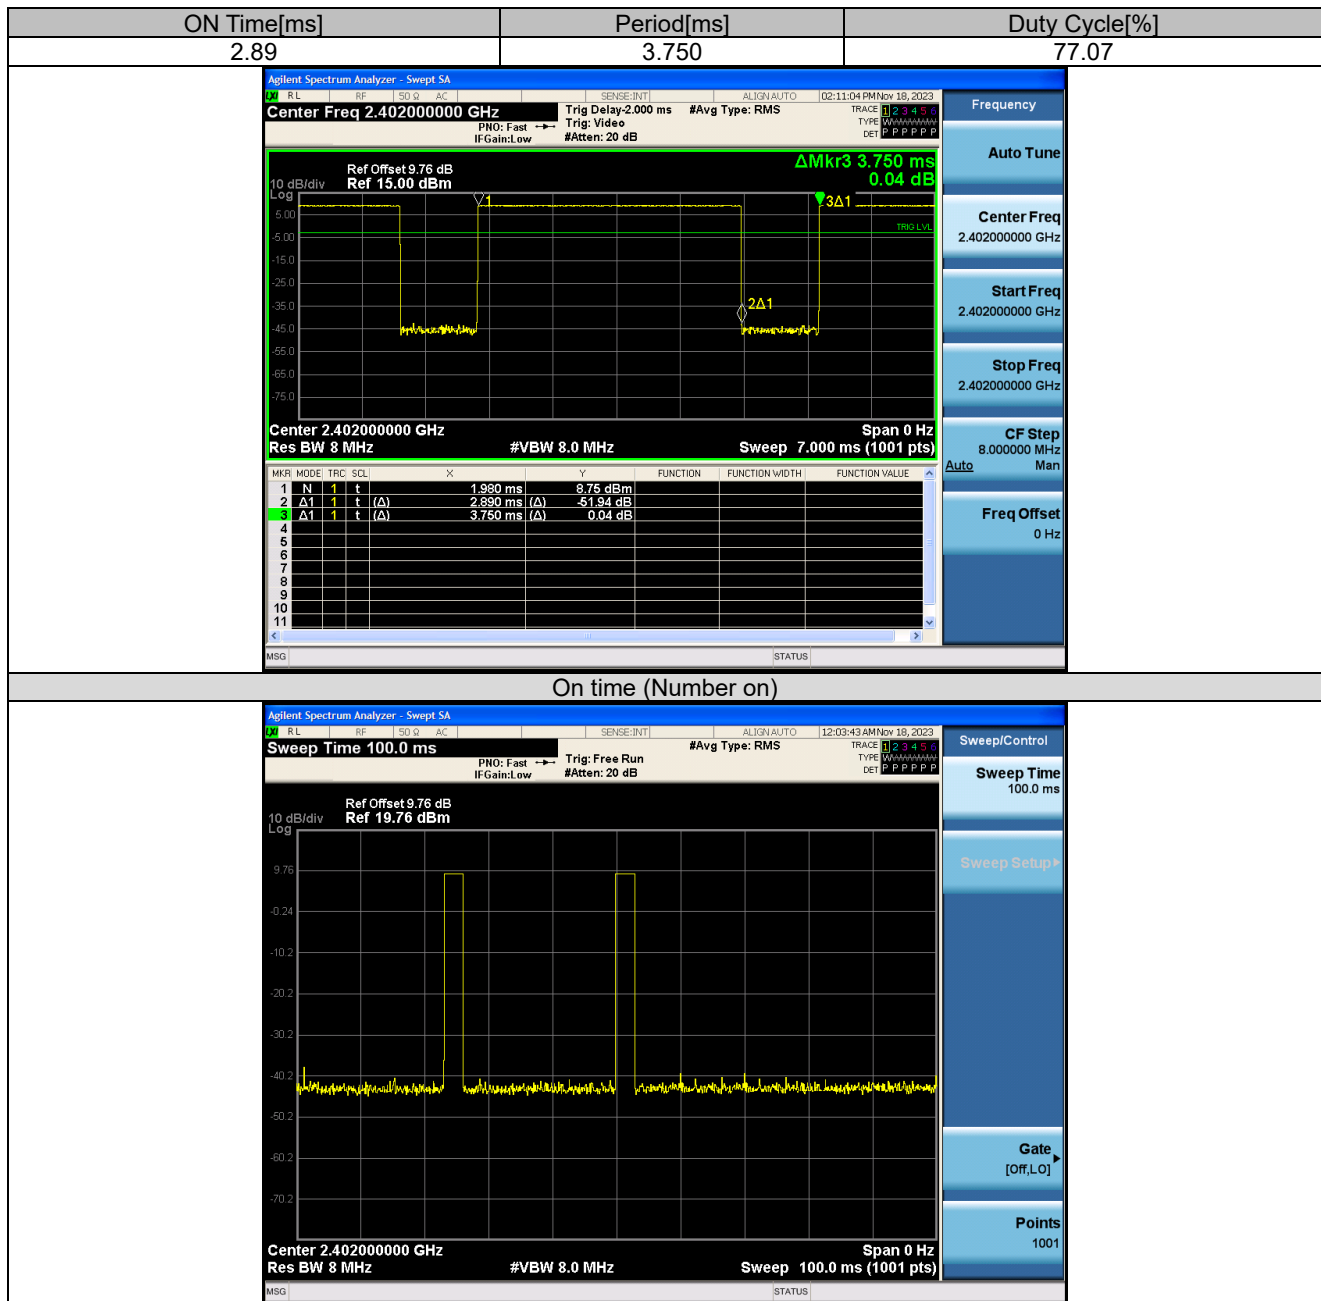 ON Time[ms] Period[ms] Duty Cycle[%]
2.89 3.750 77.07
Agilent Spectrum Analyzer - Swept SA
LXI RL RF 50 Ω AC SENSE:INT ALIGN AUTO 02:11:04 PM Nov 18, 2023
Center Freq 2.402000000 GHz
PNO: Fast
IFGain:Low
Trig Delay-2.000 ms
Trig: Video
#Atten: 20 dB
#Avg Type: RMS
TRACE 1 2 3 4 5 6
TYPE WWWWWW
DET P P P P P P
ΔMkr3 3.750 ms
0.04 dB
Ref Offset 9.76 dB
10 dB/div Ref 15.00 dBm
Log
5.00
-5.00
-15.0
-25.0
-35.0
-45.0
-55.0
-65.0
-75.0
1
3Δ1
TRIG LVL
2Δ1
Center 2.402000000 GHz Span 0 Hz
Res BW 8 MHz #VBW 8.0 MHz Sweep 7.000 ms (1001 pts)
MKR MODE TRC SCL X Y FUNCTION FUNCTION WIDTH FUNCTION VALUE
1 N 1 t 1.980 ms 8.75 dBm
2 Δ1 1 t (Δ) 2.890 ms (Δ) -51.94 dB
3 Δ1 1 t (Δ) 3.750 ms (Δ) 0.04 dB
4
5
6
7
8
9
10
11
MSG STATUS
Frequency
Auto Tune
Center Freq
2.402000000 GHz
Start Freq
2.402000000 GHz
Stop Freq
2.402000000 GHz
CF Step
8.000000 MHz
Auto Man
Freq Offset
0 Hz
On time (Number on)
Agilent Spectrum Analyzer - Swept SA
LXI RL RF 50 Ω AC SENSE:INT ALIGN AUTO 12:03:43 AM Nov 18, 2023
Sweep Time 100.0 ms
PNO: Fast
IFGain:Low
Trig: Free Run
#Atten: 20 dB
#Avg Type: RMS
TRACE 1 2 3 4 5 6
TYPE WWWWWW
DET P P P P P P
Ref Offset 9.76 dB
10 dB/div Ref 19.76 dBm
Log
9.76
-0.24
-10.2
-20.2
-30.2
-40.2
-50.2
-60.2
-70.2
Center 2.402000000 GHz Span 0 Hz
Res BW 8 MHz #VBW 8.0 MHz Sweep 100.0 ms (1001 pts)
MSG STATUS
Sweep/Control
Sweep Time
100.0 ms
Sweep Setup
Gate
[Off,LO]
Points
1001